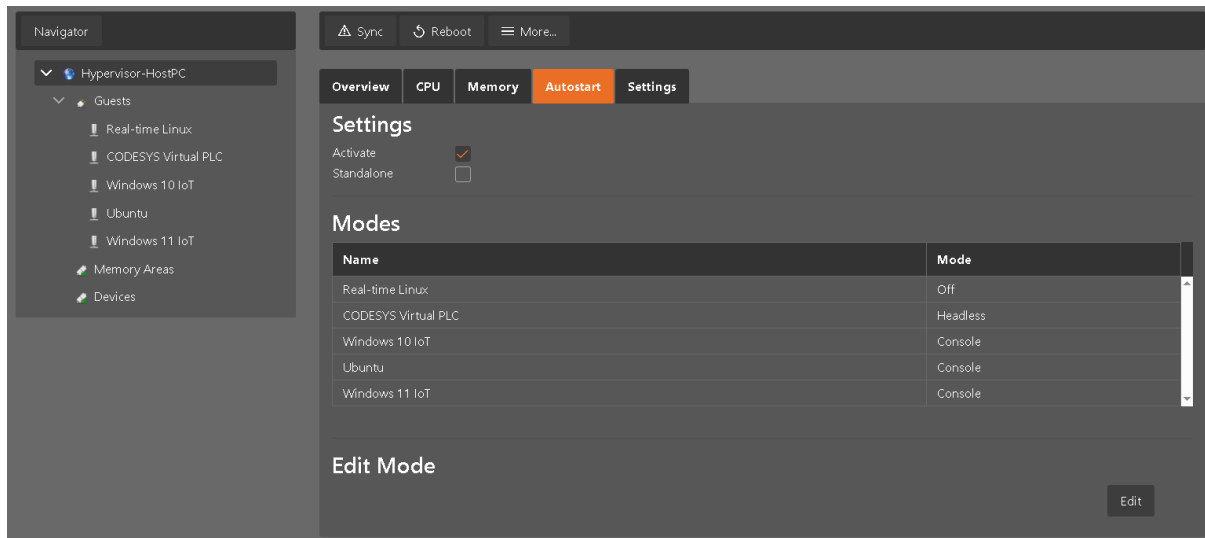 Navigator
Hypervisor-HostPC
Guests
Real-time Linux
CODESYS Virtual PLC
Windows 10 IoT
Ubuntu
Windows 11 IoT
Memory Areas
Devices
Sync Reboot More...
Overview CPU Memory Autostart Settings
Settings
Activate
Standalone
Modes
Name Mode
Real-time Linux Off
CODESYS Virtual PLC Headless
Windows 10 IoT Console
Ubuntu Console
Windows 11 IoT Console
Edit Mode
Edit